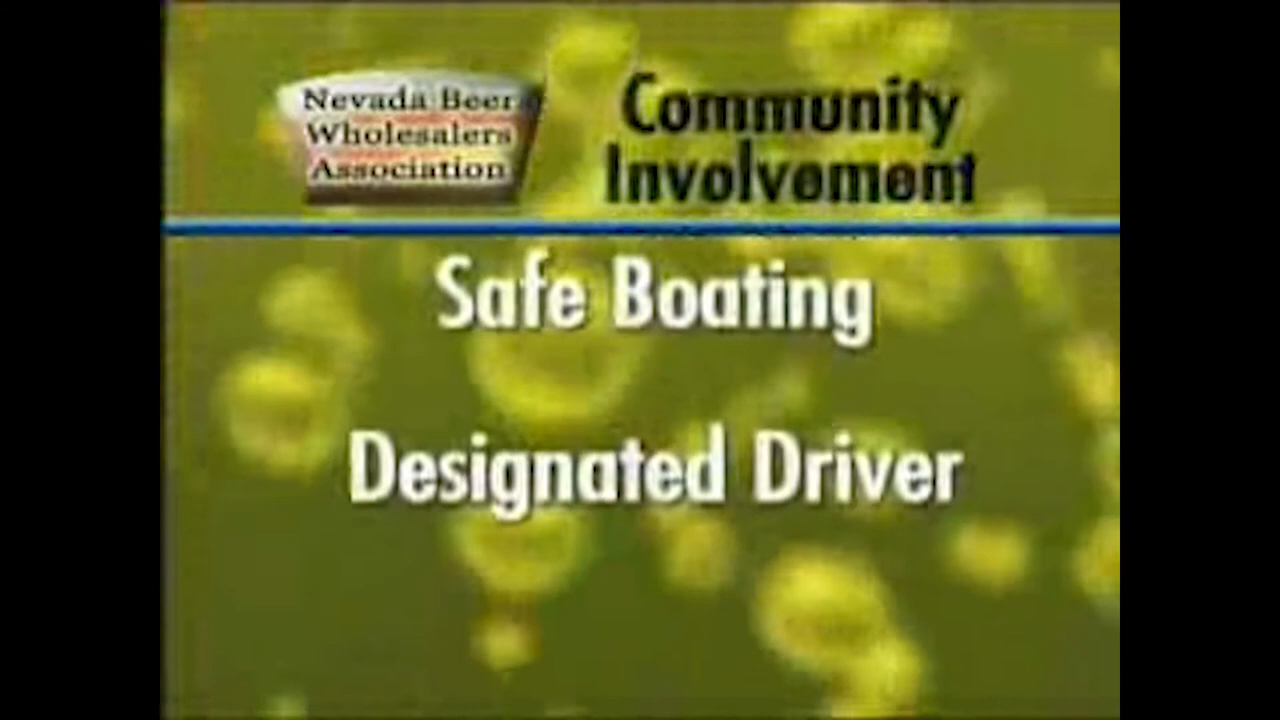 Nevada Beer
Wholesalers
Association
Community
Involvement
Safe Boating
Designated Driver